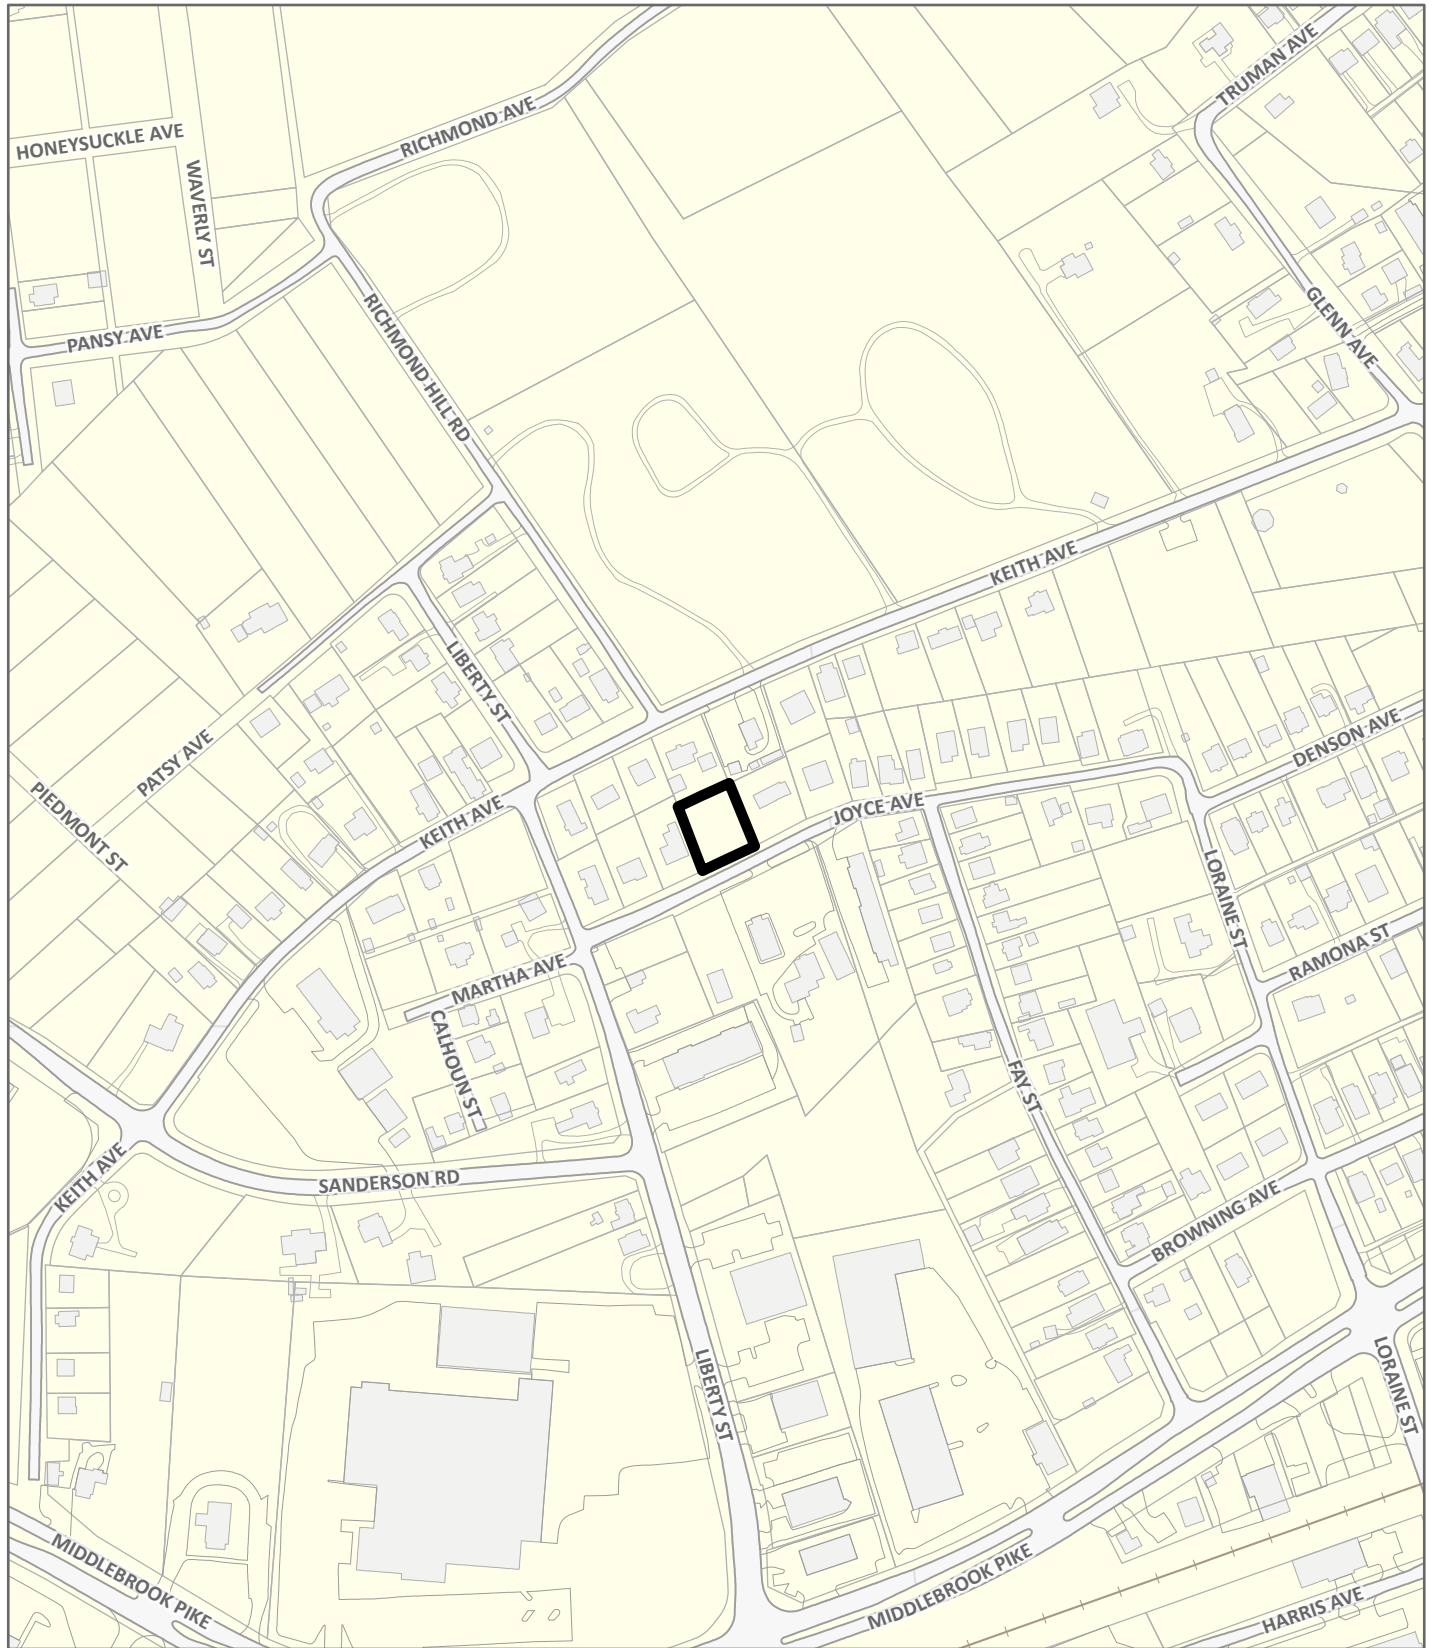 TRUMAN AVE
RICHMOND AVE
HONEYSUCKLE AVE
WAVERLY ST
RICHMOND HILL RD
PANSY AVE
GLENN AVE
KEITH AVE
LIBERTY ST
PATSY AVE
PIEDMONT ST
KEITH AVE
JOYCE AVE
DENSON AVE
LORAINE ST
RAMONA ST
MARTHA AVE
CALHOUN ST
FAY ST
KEITH AVE
SANDERSON RD
BROWNING AVE
LIBERTY ST
LORAINE ST
MIDDLEBROOK PIKE
MIDDLEBROOK PIKE
HARRIS AVE